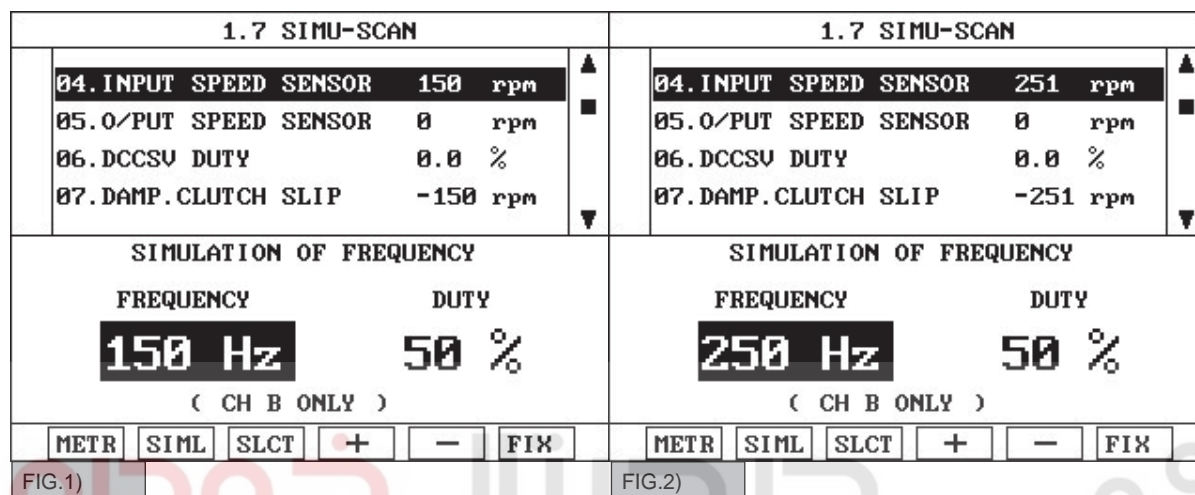 1.7 SIMU-SCAN
04.INPUT SPEED SENSOR 150 rpm
05.O/PUT SPEED SENSOR 0 rpm
06.DCCSV DUTY 0.0 %
07.DAMP.CLUTCH SLIP -150 rpm
SIMULATION OF FREQUENCY
FREQUENCY DUTY
150 Hz 50 %
( CH B ONLY )
METR SIML SLCT + - FIX
FIG.1)
1.7 SIMU-SCAN
04.INPUT SPEED SENSOR 251 rpm
05.O/PUT SPEED SENSOR 0 rpm
06.DCCSV DUTY 0.0 %
07.DAMP.CLUTCH SLIP -251 rpm
SIMULATION OF FREQUENCY
FREQUENCY DUTY
250 Hz 50 %
( CH B ONLY )
METR SIML SLCT + - FIX
FIG.2)